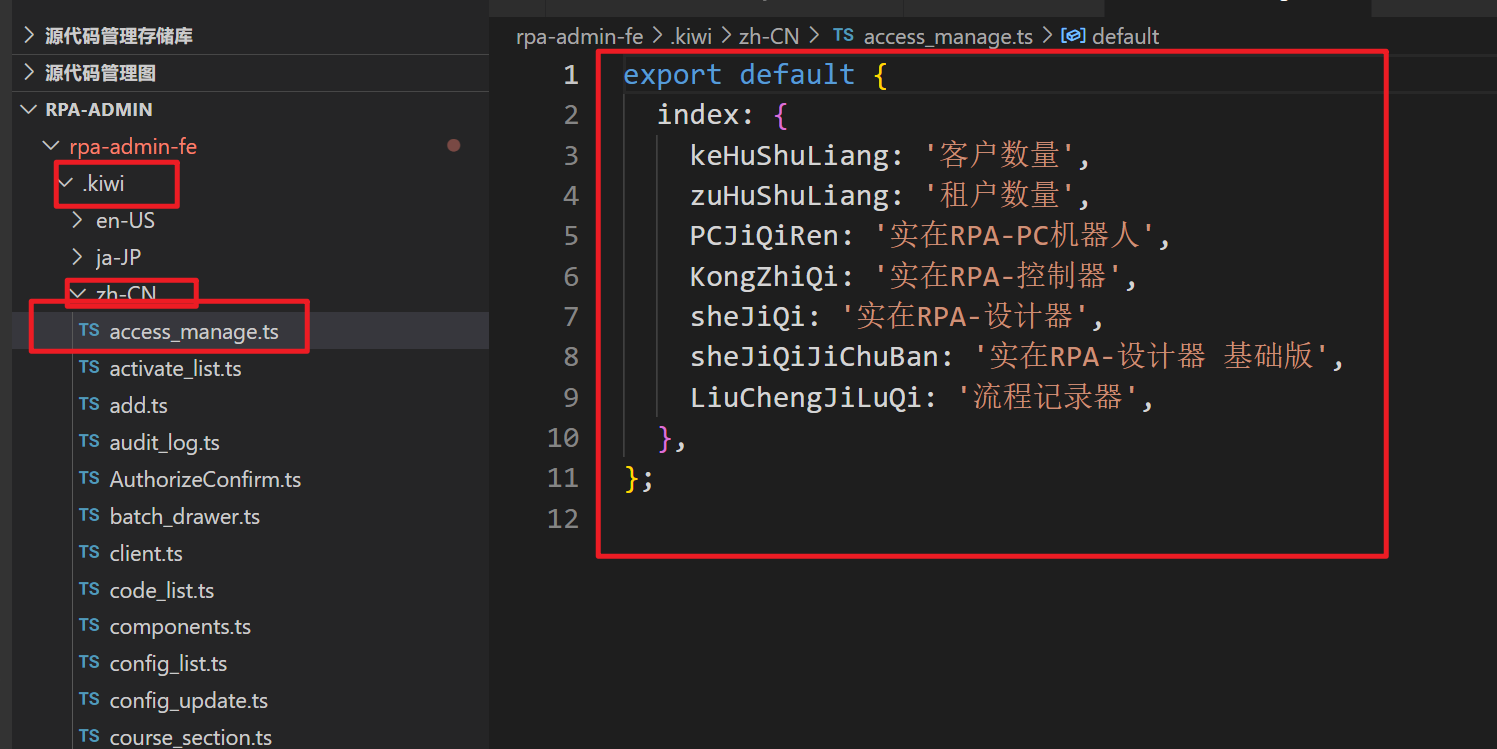 源代码管理存储库
源代码管理图
RPA-ADMIN
rpa-admin-fe
.kiwi
en-US
ja-JP
zh-CN
TS access_manage.ts
TS activate_list.ts
TS add.ts
TS audit_log.ts
TS AuthorizeConfirm.ts
TS batch_drawer.ts
TS client.ts
TS code_list.ts
TS components.ts
TS config_list.ts
TS config_update.ts
TS course_section.ts
rpa-admin-fe > .kiwi > zh-CN > TS access_manage.ts > default
1 export default {
2 index: {
3 keHuShuLiang: '客户数量',
4 zuHuShuLiang: '租户数量',
5 PCJiQiRen: '实在RPA-PC机器人',
6 KongZhiQi: '实在RPA-控制器',
7 sheJiQi: '实在RPA-设计器',
8 sheJiQiJiChuBan: '实在RPA-设计器 基础版',
9 LiuChengJiLuQi: '流程记录器',
10 },
11 };
12